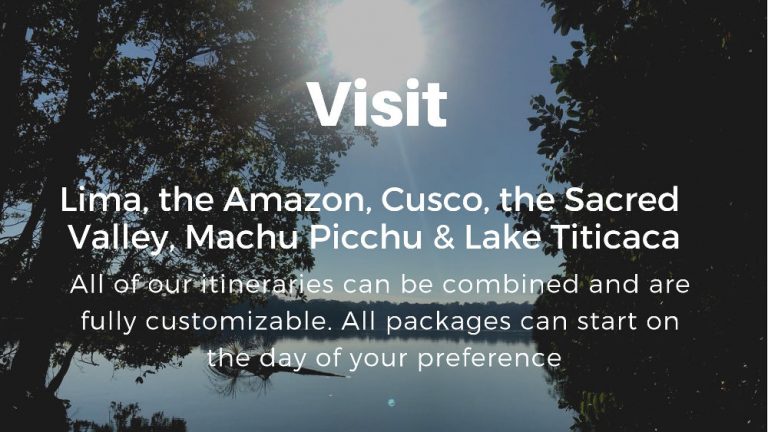 Visit
Lima, the Amazon, Cusco, the Sacred
Valley, Machu Picchu & Lake Titicaca
All of our itineraries can be combined and are
fully customizable. All packages can start on
the day of your preference